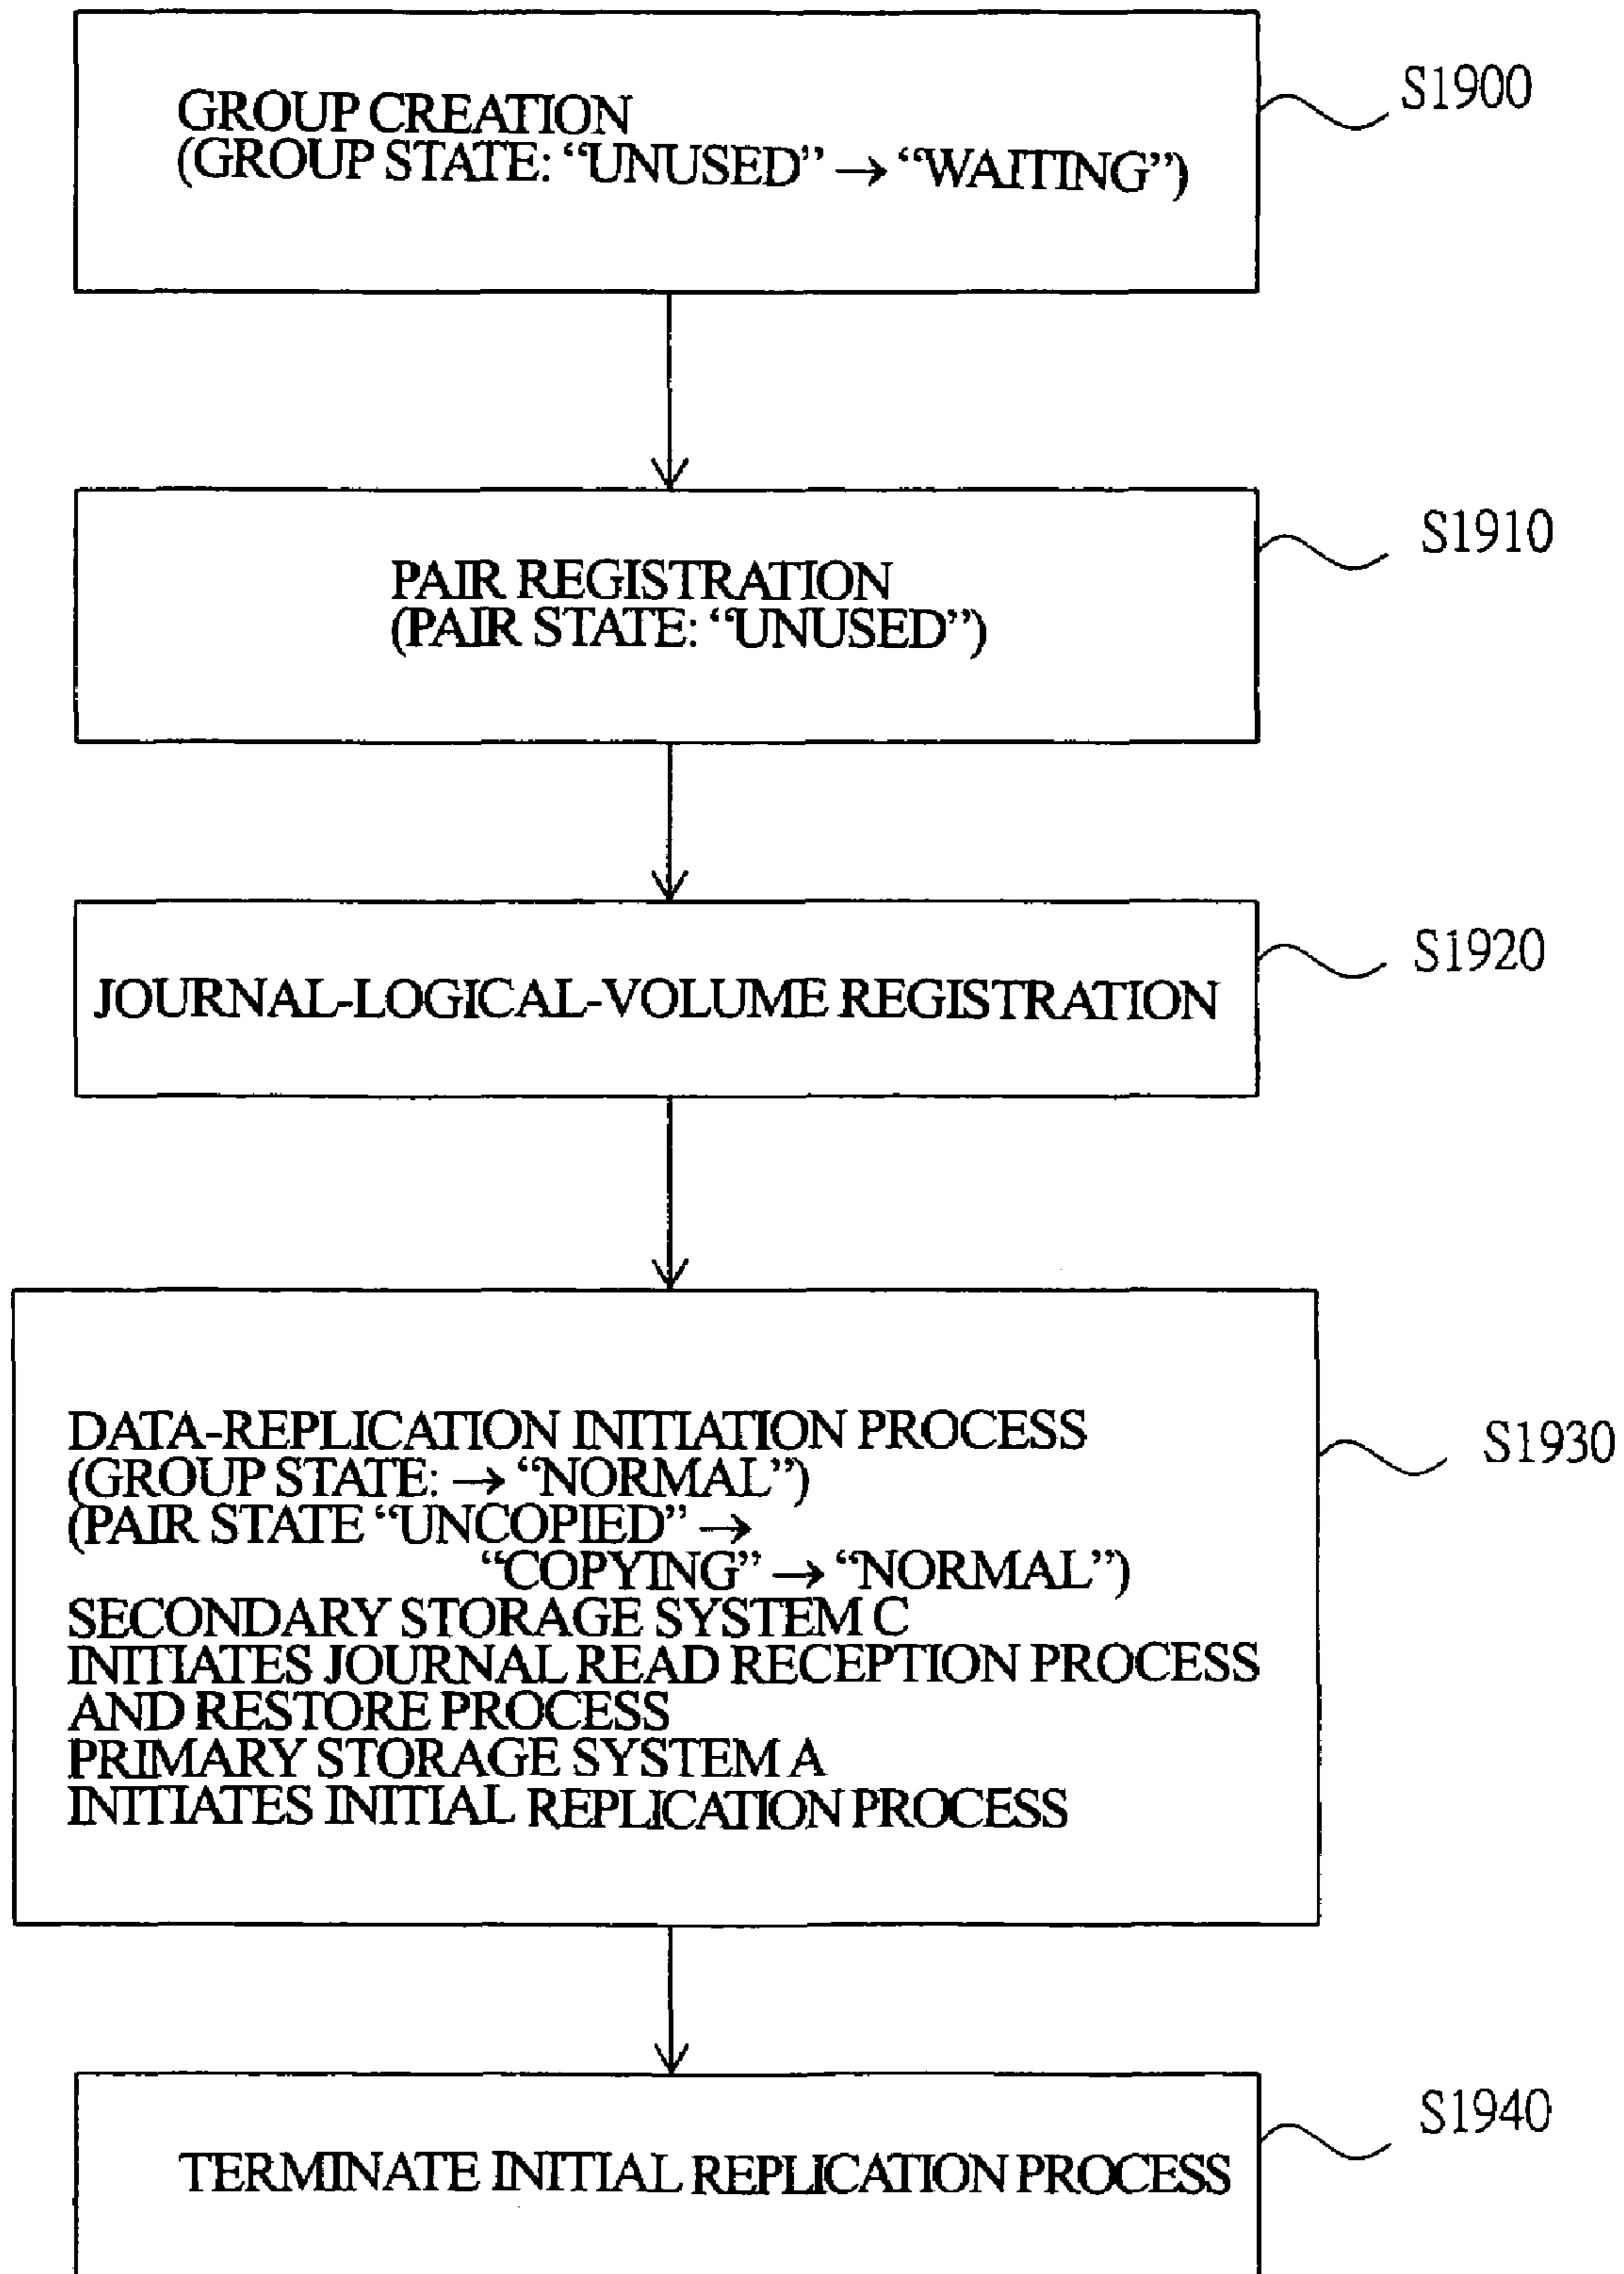 GROUP CREATION
(GROUP STATE: “UNUSED” → “WAITING”)
S1900
PAIR REGISTRATION
(PAIR STATE: “UNUSED”)
S1910
JOURNAL-LOGICAL-VOLUME REGISTRATION
S1920
DATA-REPLICATION INITIATION PROCESS
(GROUP STATE: → “NORMAL”)
(PAIR STATE “UNCOPIED” →
“COPYING” → “NORMAL”)
SECONDARY STORAGE SYSTEM C
INITIATES JOURNAL READ RECEPTION PROCESS
AND RESTORE PROCESS
PRIMARY STORAGE SYSTEM A
INITIATES INITIAL REPLICATION PROCESS
S1930
TERMINATE INITIAL REPLICATION PROCESS
S1940